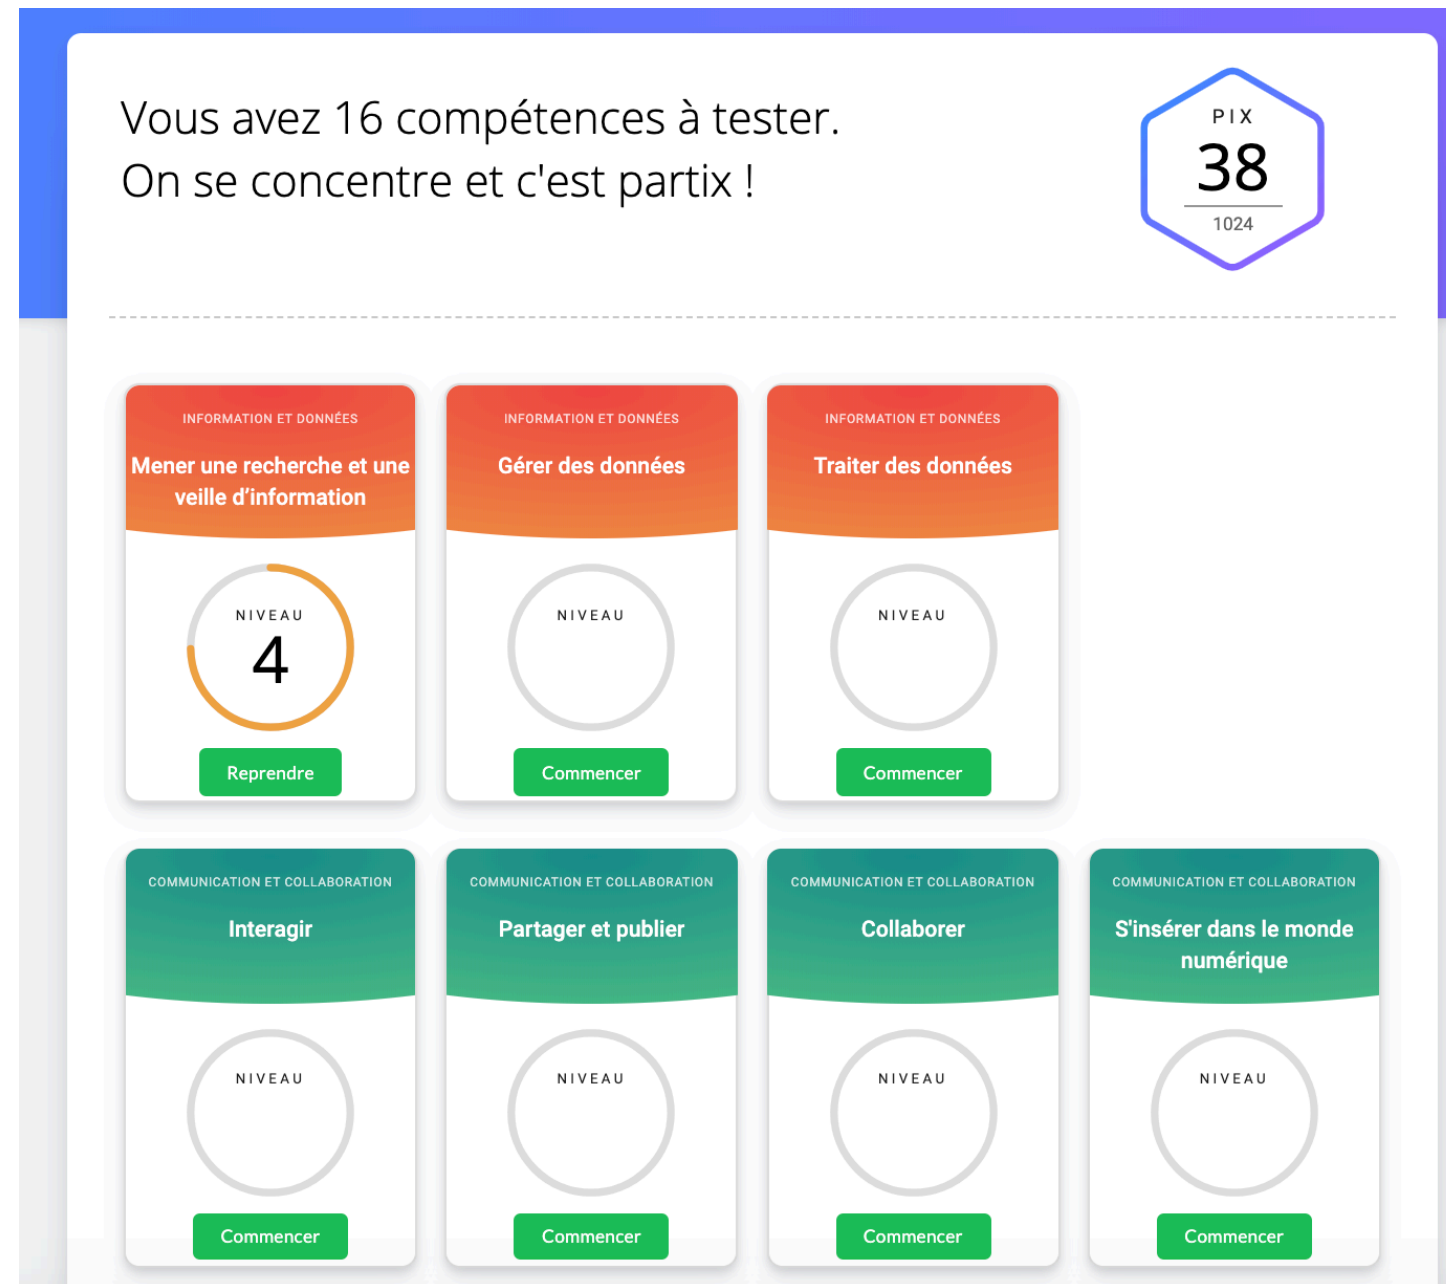 Vous avez 16 compétences à tester.
On se concentre et c'est partix !
PIX
38
1024
INFORMATION ET DONNÉES
Mener une recherche et une
veille d’information
NIVEAU
4
Reprendre
INFORMATION ET DONNÉES
Gérer des données
NIVEAU
Commencer
INFORMATION ET DONNÉES
Traiter des données
NIVEAU
Commencer
COMMUNICATION ET COLLABORATION
Interagir
NIVEAU
Commencer
COMMUNICATION ET COLLABORATION
Partager et publier
NIVEAU
Commencer
COMMUNICATION ET COLLABORATION
Collaborer
NIVEAU
Commencer
COMMUNICATION ET COLLABORATION
S'insérer dans le monde
numérique
NIVEAU
Commencer